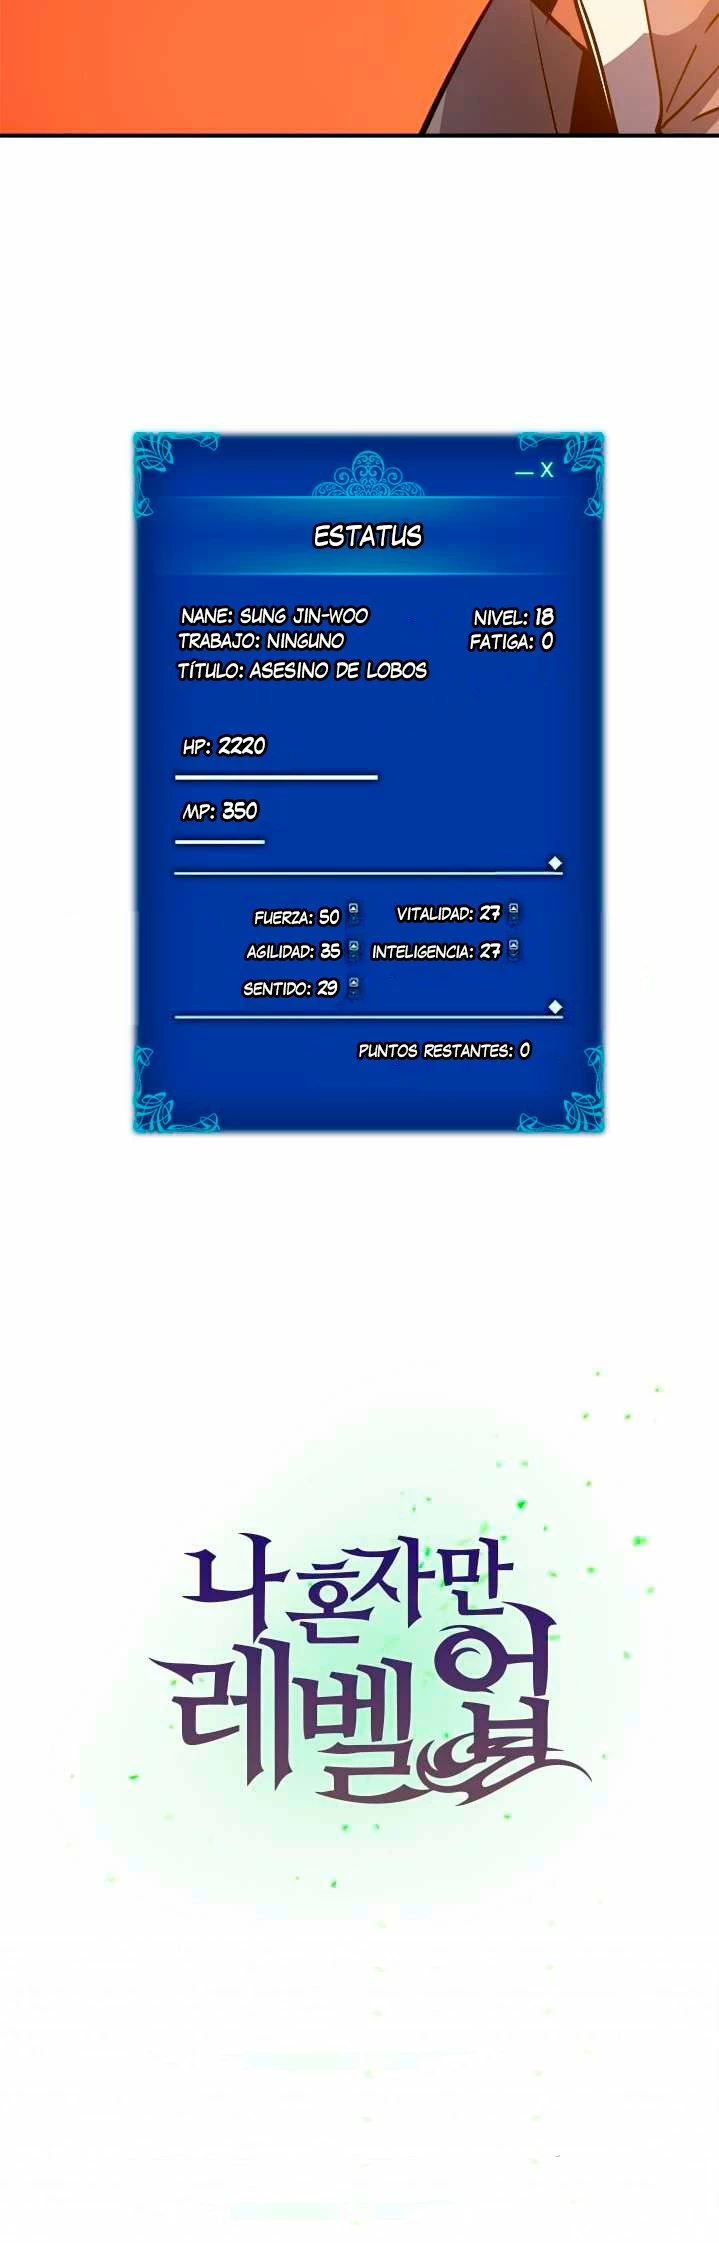 — X
ESTATUS
NANE: SUNG JIN-WOO
NIVEL: 18
TRABAJO: NINGUNO
FATIGA: 0
TÍTULO: ASESINO DE LOBOS
HP: 2220
MP: 350
FUERZA: 50
VITALIDAD: 27
AGILIDAD: 35
INTELIGENCIA: 27
SENTIDO: 29
PUNTOS RESTANTES: 0
나 혼자만
레벨업